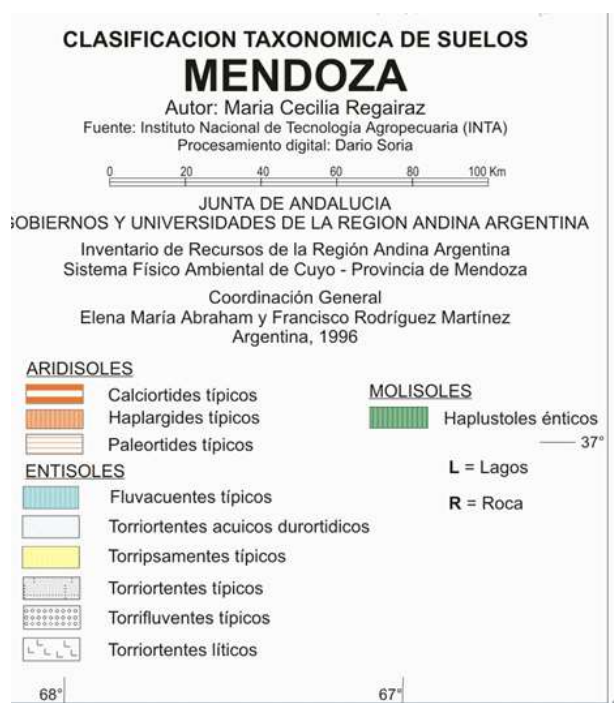 CLASIFICACION TAXONOMICA DE SUELOS
MENDOZA
Autor: Maria Cecilia Regairaz
Fuente: Instituto Nacional de Tecnología Agropecuaria (INTA)
Procesamiento digital: Dario Soria
0 20 40 60 80 100 Km
JUNTA DE ANDALUCIA
GOBIERNOS Y UNIVERSIDADES DE LA REGION ANDINA ARGENTINA
Inventario de Recursos de la Región Andina Argentina
Sistema Físico Ambiental de Cuyo - Provincia de Mendoza
Coordinación General
Elena María Abraham y Francisco Rodríguez Martínez
Argentina, 1996
ARIDISOLES
Calciortides típicos
Haplargides típicos
Paleortides típicos
ENTISOLES
Fluvacuentes típicos
Torriortentes acuicos durortidicos
Torripsamentes típicos
Torriortentes típicos
Torrifluventes típicos
Torriortentes líticos
MOLISOLES
Haplustoles énticos
37°
L = Lagos
R = Roca
68° 67°